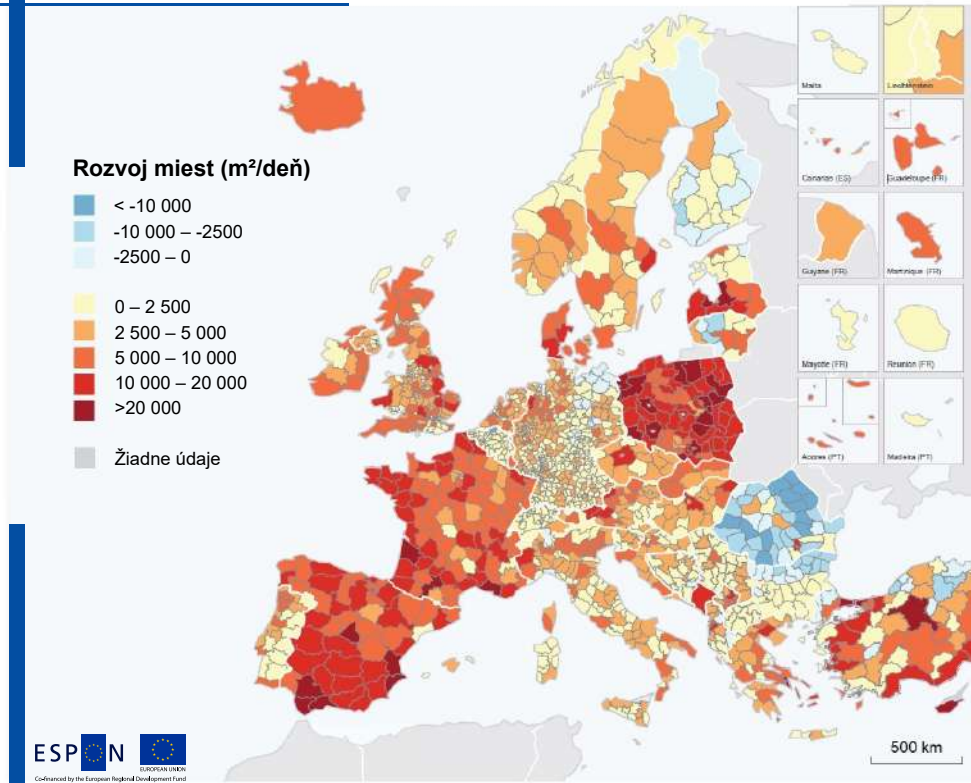 Rozvoj miest (m²/deň)
< -10 000
-10 000 – -2500
-2500 – 0
0 – 2 500
2 500 – 5 000
5 000 – 10 000
10 000 – 20 000
>20 000
Žiadne údaje
Malta
Liechtenstein
Canarias (ES)
Guadeloupe (FR)
Guyane (FR)
Martinique (FR)
Mayotte (FR)
Réunion (FR)
Acores (PT)
Madeira (PT)
500 km
ESPON
EUROPEAN UNION
Co-financed by the European Regional Development Fund